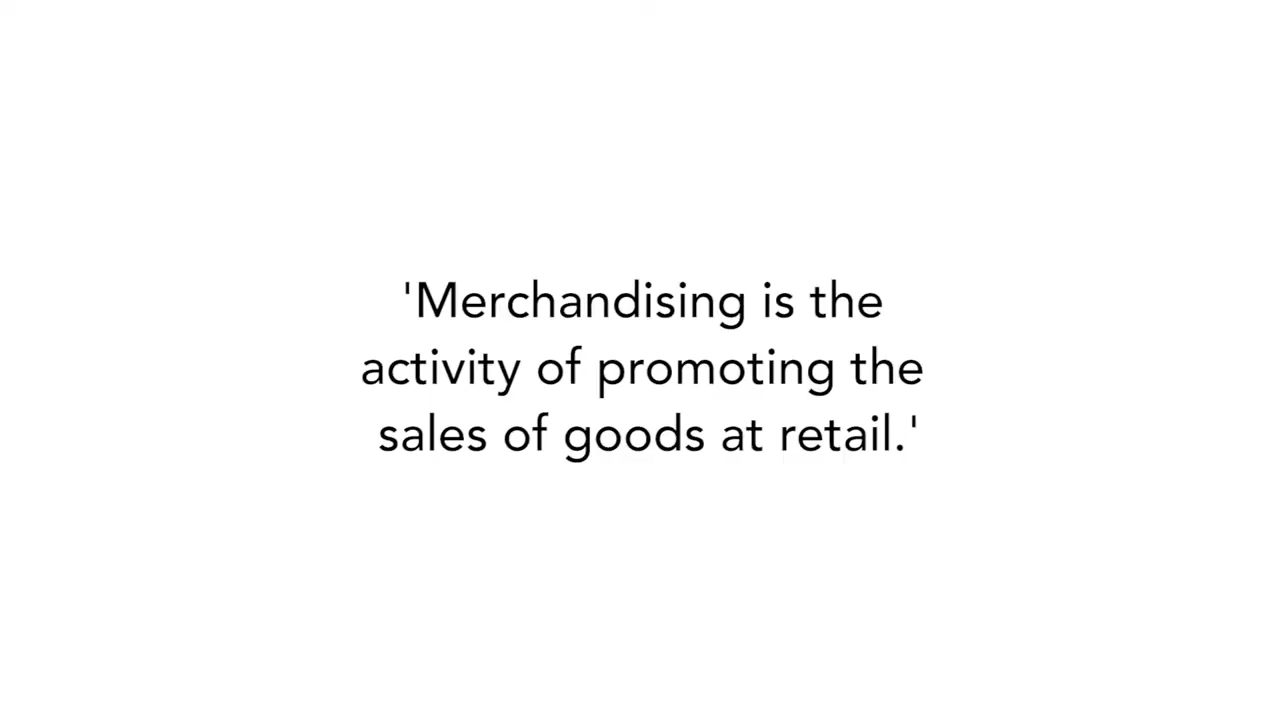 'Merchandising is the
activity of promoting the
sales of goods at retail.'